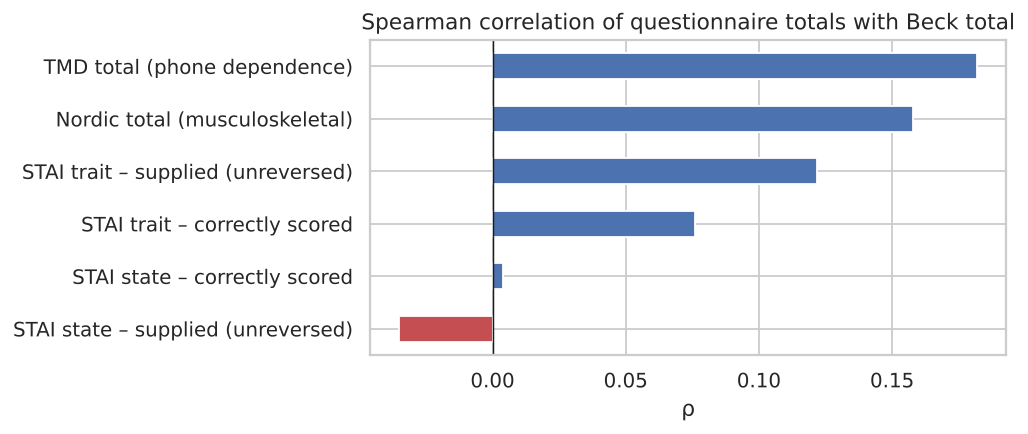 Spearman correlation of questionnaire totals with Beck total
TMD total (phone dependence)
Nordic total (musculoskeletal)
STAI trait – supplied (unreversed)
STAI trait – correctly scored
STAI state – correctly scored
STAI state – supplied (unreversed)
0.00 0.05 0.10 0.15
ρ